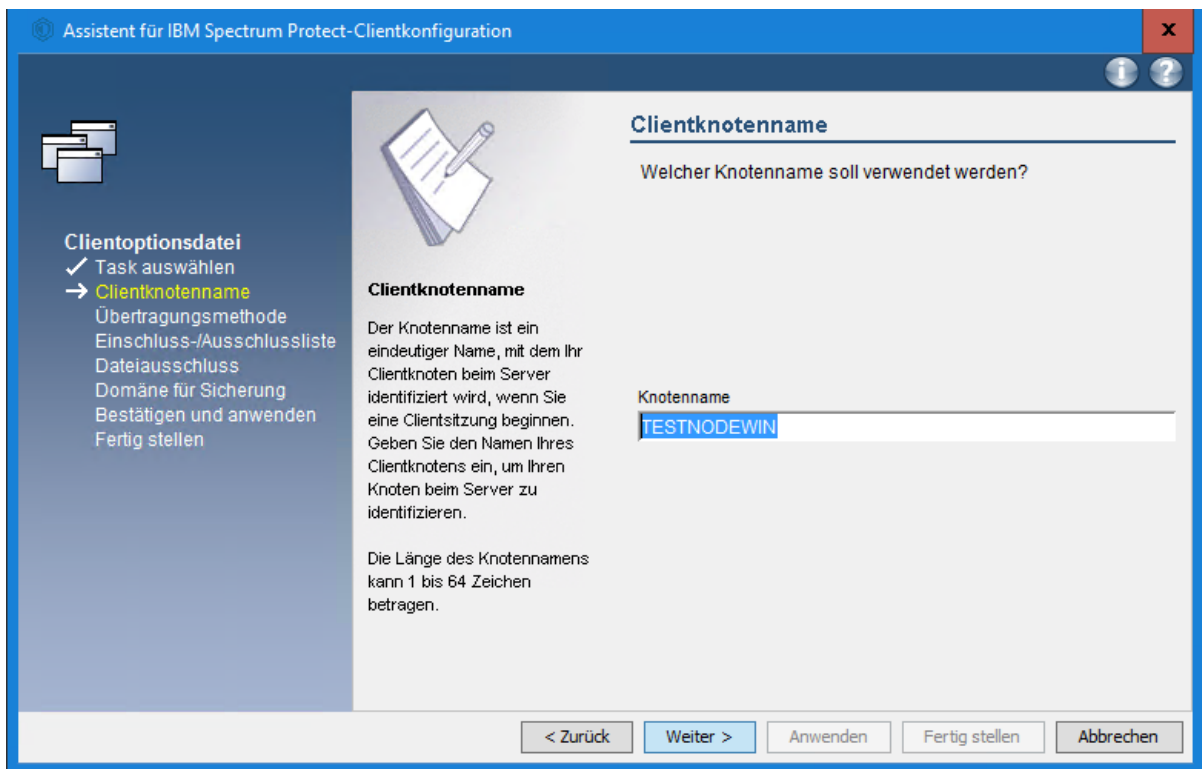 Assistent für IBM Spectrum Protect-Clientkonfiguration
x
i ?
Clientoptionsdatei
Task auswählen
Clientknotenname
Übertragungsmethode
Einschluss-/Ausschlussliste
Dateiausschluss
Domäne für Sicherung
Bestätigen und anwenden
Fertig stellen
Clientknotenname
Der Knotenname ist ein
eindeutiger Name, mit dem Ihr
Clientknoten beim Server
identifiziert wird, wenn Sie
eine Clientsitzung beginnen.
Geben Sie den Namen Ihres
Clientknotens ein, um Ihren
Knoten beim Server zu
identifizieren.
Die Länge des Knotennamens
kann 1 bis 64 Zeichen
betragen.
Clientknotenname
Welcher Knotenname soll verwendet werden?
Knotenname
TESTNODEWIN
< Zurück
Weiter >
Anwenden
Fertig stellen
Abbrechen